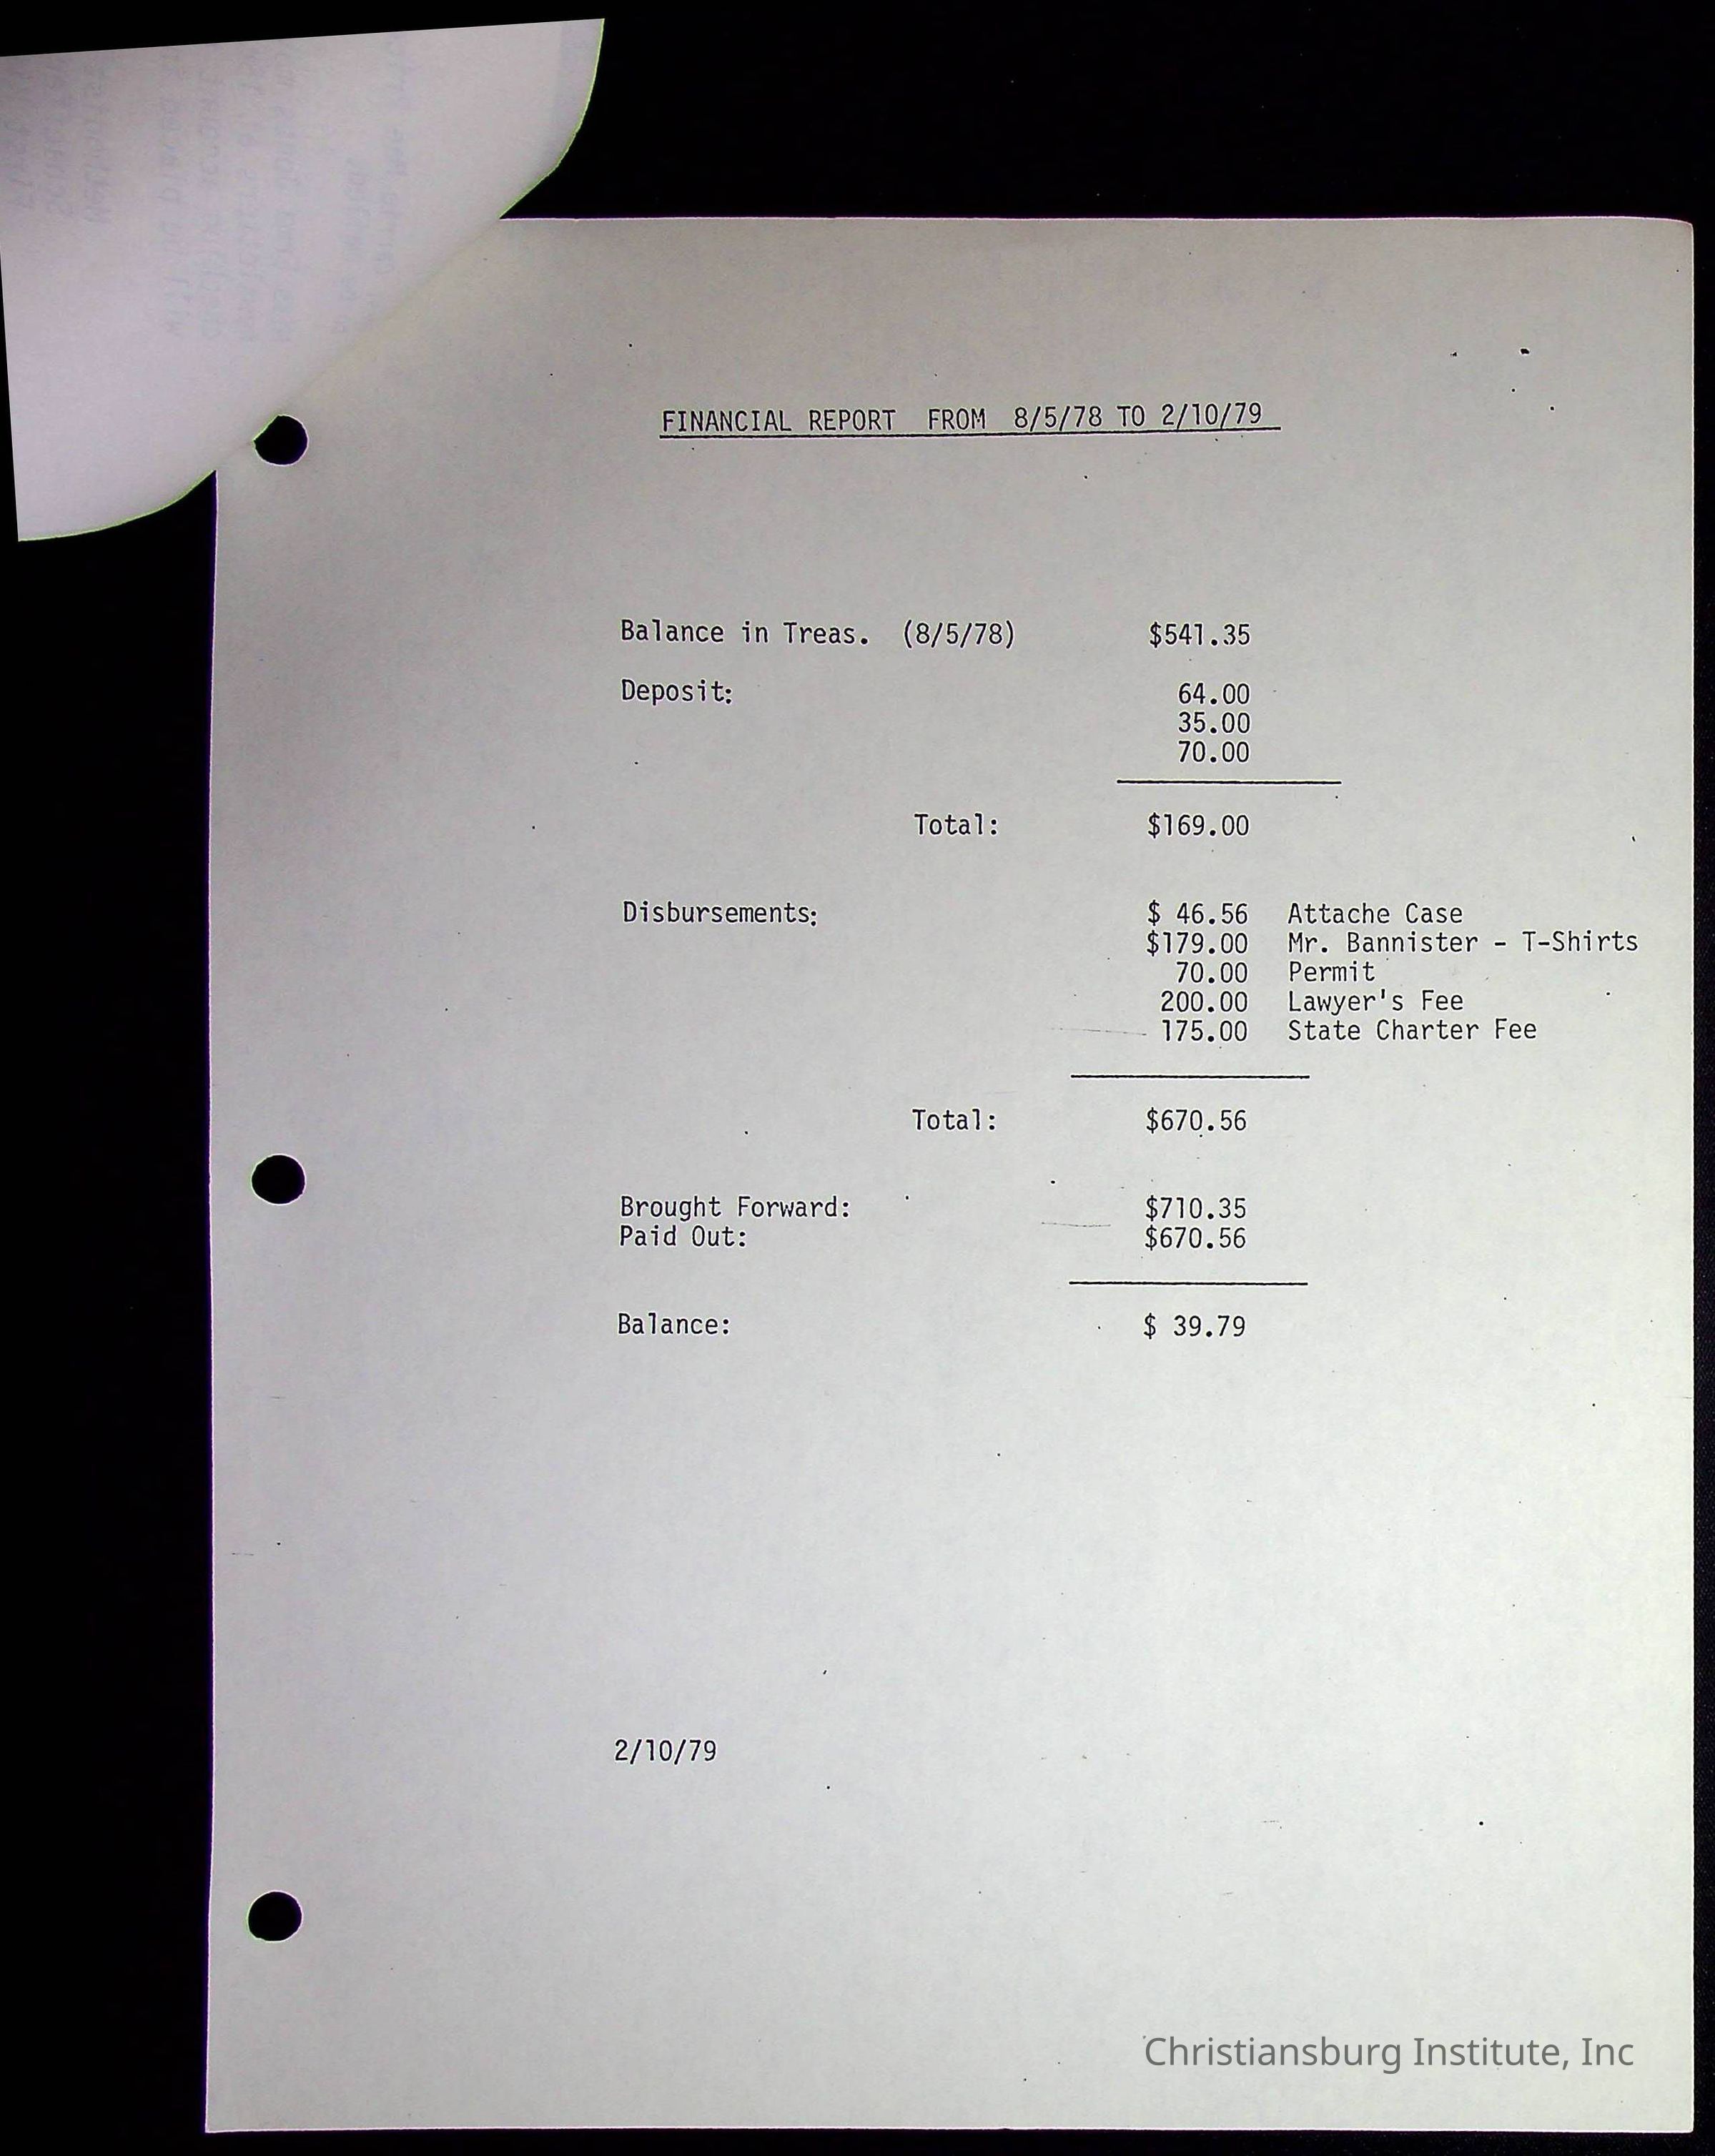 FINANCIAL REPORT FROM 8/5/78 TO 2/10/79
Balance in Treas. (8/5/78) $541.35
Deposit: 64.00
35.00
70.00
Total: $169.00
Disbursements: $ 46.56 Attache Case
$179.00 Mr. Bannister - T-Shirts
70.00 Permit
200.00 Lawyer's Fee
175.00 State Charter Fee
Total: $670.56
Brought Forward: $710.35
Paid Out: $670.56
Balance: $ 39.79
2/10/79
Christiansburg Institute, Inc